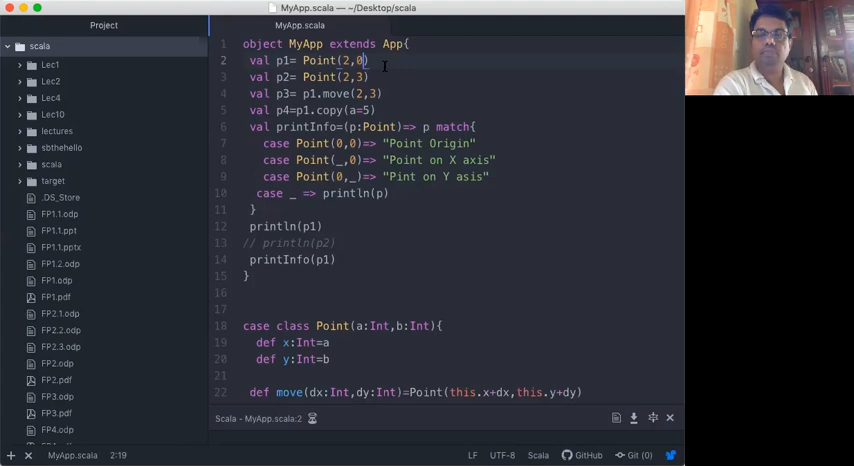 MyApp.scala — ~/Desktop/scala
Project
MyApp.scala
scala
Lec1
Lec2
Lec4
Lec10
lectures
sbthehello
scala
target
.DS_Store
FP1.1.odp
FP1.1.ppt
FP1.1.pptx
FP1.2.odp
FP1.odp
FP1.pdf
FP2.1.odp
FP2.2.odp
FP2.3.odp
FP2.odp
FP2.pdf
FP3.odp
FP3.pdf
FP4.odp
1 object MyApp extends App{
2 val p1= Point(2,0)
3 val p2= Point(2,3)
4 val p3= p1.move(2,3)
5 val p4=p1.copy(a=5)
6 val printInfo=(p:Point)=> p match{
7 case Point(0,0)=> "Point Origin"
8 case Point(_,0)=> "Point on X axis"
9 case Point(0,_)=> "Pint on Y asis"
10 case _ => println(p)
11 }
12 println(p1)
13 // println(p2)
14 printInfo(p1)
15 }
16
17
18 case class Point(a:Int,b:Int){
19 def x:Int=a
20 def y:Int=b
21
22 def move(dx:Int,dy:Int)=Point(this.x+dx,this.y+dy)
Scala - MyApp.scala:2
MyApp.scala 2:19 LF UTF-8 Scala GitHub Git (0)